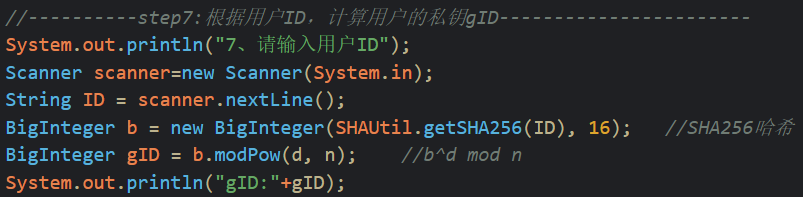 //----------step7:根据用户ID，计算用户的私钥gID-----------------------
System.out.println("7、请输入用户ID");
Scanner scanner=new Scanner(System.in);
String ID = scanner.nextLine();
BigInteger b = new BigInteger(SHAUtil.getSHA256(ID), 16);   //SHA256哈希
BigInteger gID = b.modPow(d, n);    //b^d mod n
System.out.println("gID:"+gID);